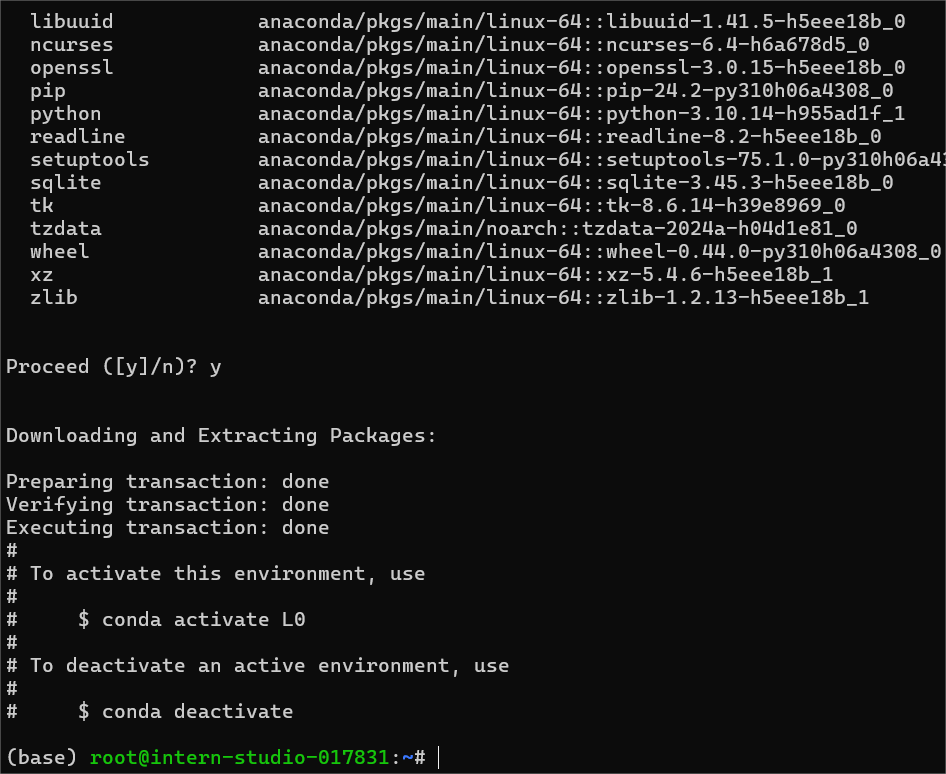 libuuid anaconda/pkgs/main/linux-64::libuuid-1.41.5-h5eee18b_0
ncurses anaconda/pkgs/main/linux-64::ncurses-6.4-h6a678d5_0
openssl anaconda/pkgs/main/linux-64::openssl-3.0.15-h5eee18b_0
pip anaconda/pkgs/main/linux-64::pip-24.2-py310h06a4308_0
python anaconda/pkgs/main/linux-64::python-3.10.14-h955ad1f_1
readline anaconda/pkgs/main/linux-64::readline-8.2-h5eee18b_0
setuptools anaconda/pkgs/main/linux-64::setuptools-75.1.0-py310h06a43
sqlite anaconda/pkgs/main/linux-64::sqlite-3.45.3-h5eee18b_0
tk anaconda/pkgs/main/linux-64::tk-8.6.14-h39e8969_0
tzdata anaconda/pkgs/main/noarch::tzdata-2024a-h04d1e81_0
wheel anaconda/pkgs/main/linux-64::wheel-0.44.0-py310h06a4308_0
xz anaconda/pkgs/main/linux-64::xz-5.4.6-h5eee18b_1
zlib anaconda/pkgs/main/linux-64::zlib-1.2.13-h5eee18b_1
Proceed ([y]/n)? y
Downloading and Extracting Packages:
Preparing transaction: done
Verifying transaction: done
Executing transaction: done
#
# To activate this environment, use
#
# $ conda activate L0
#
# To deactivate an active environment, use
#
# $ conda deactivate
(base) root@intern-studio-017831:~#